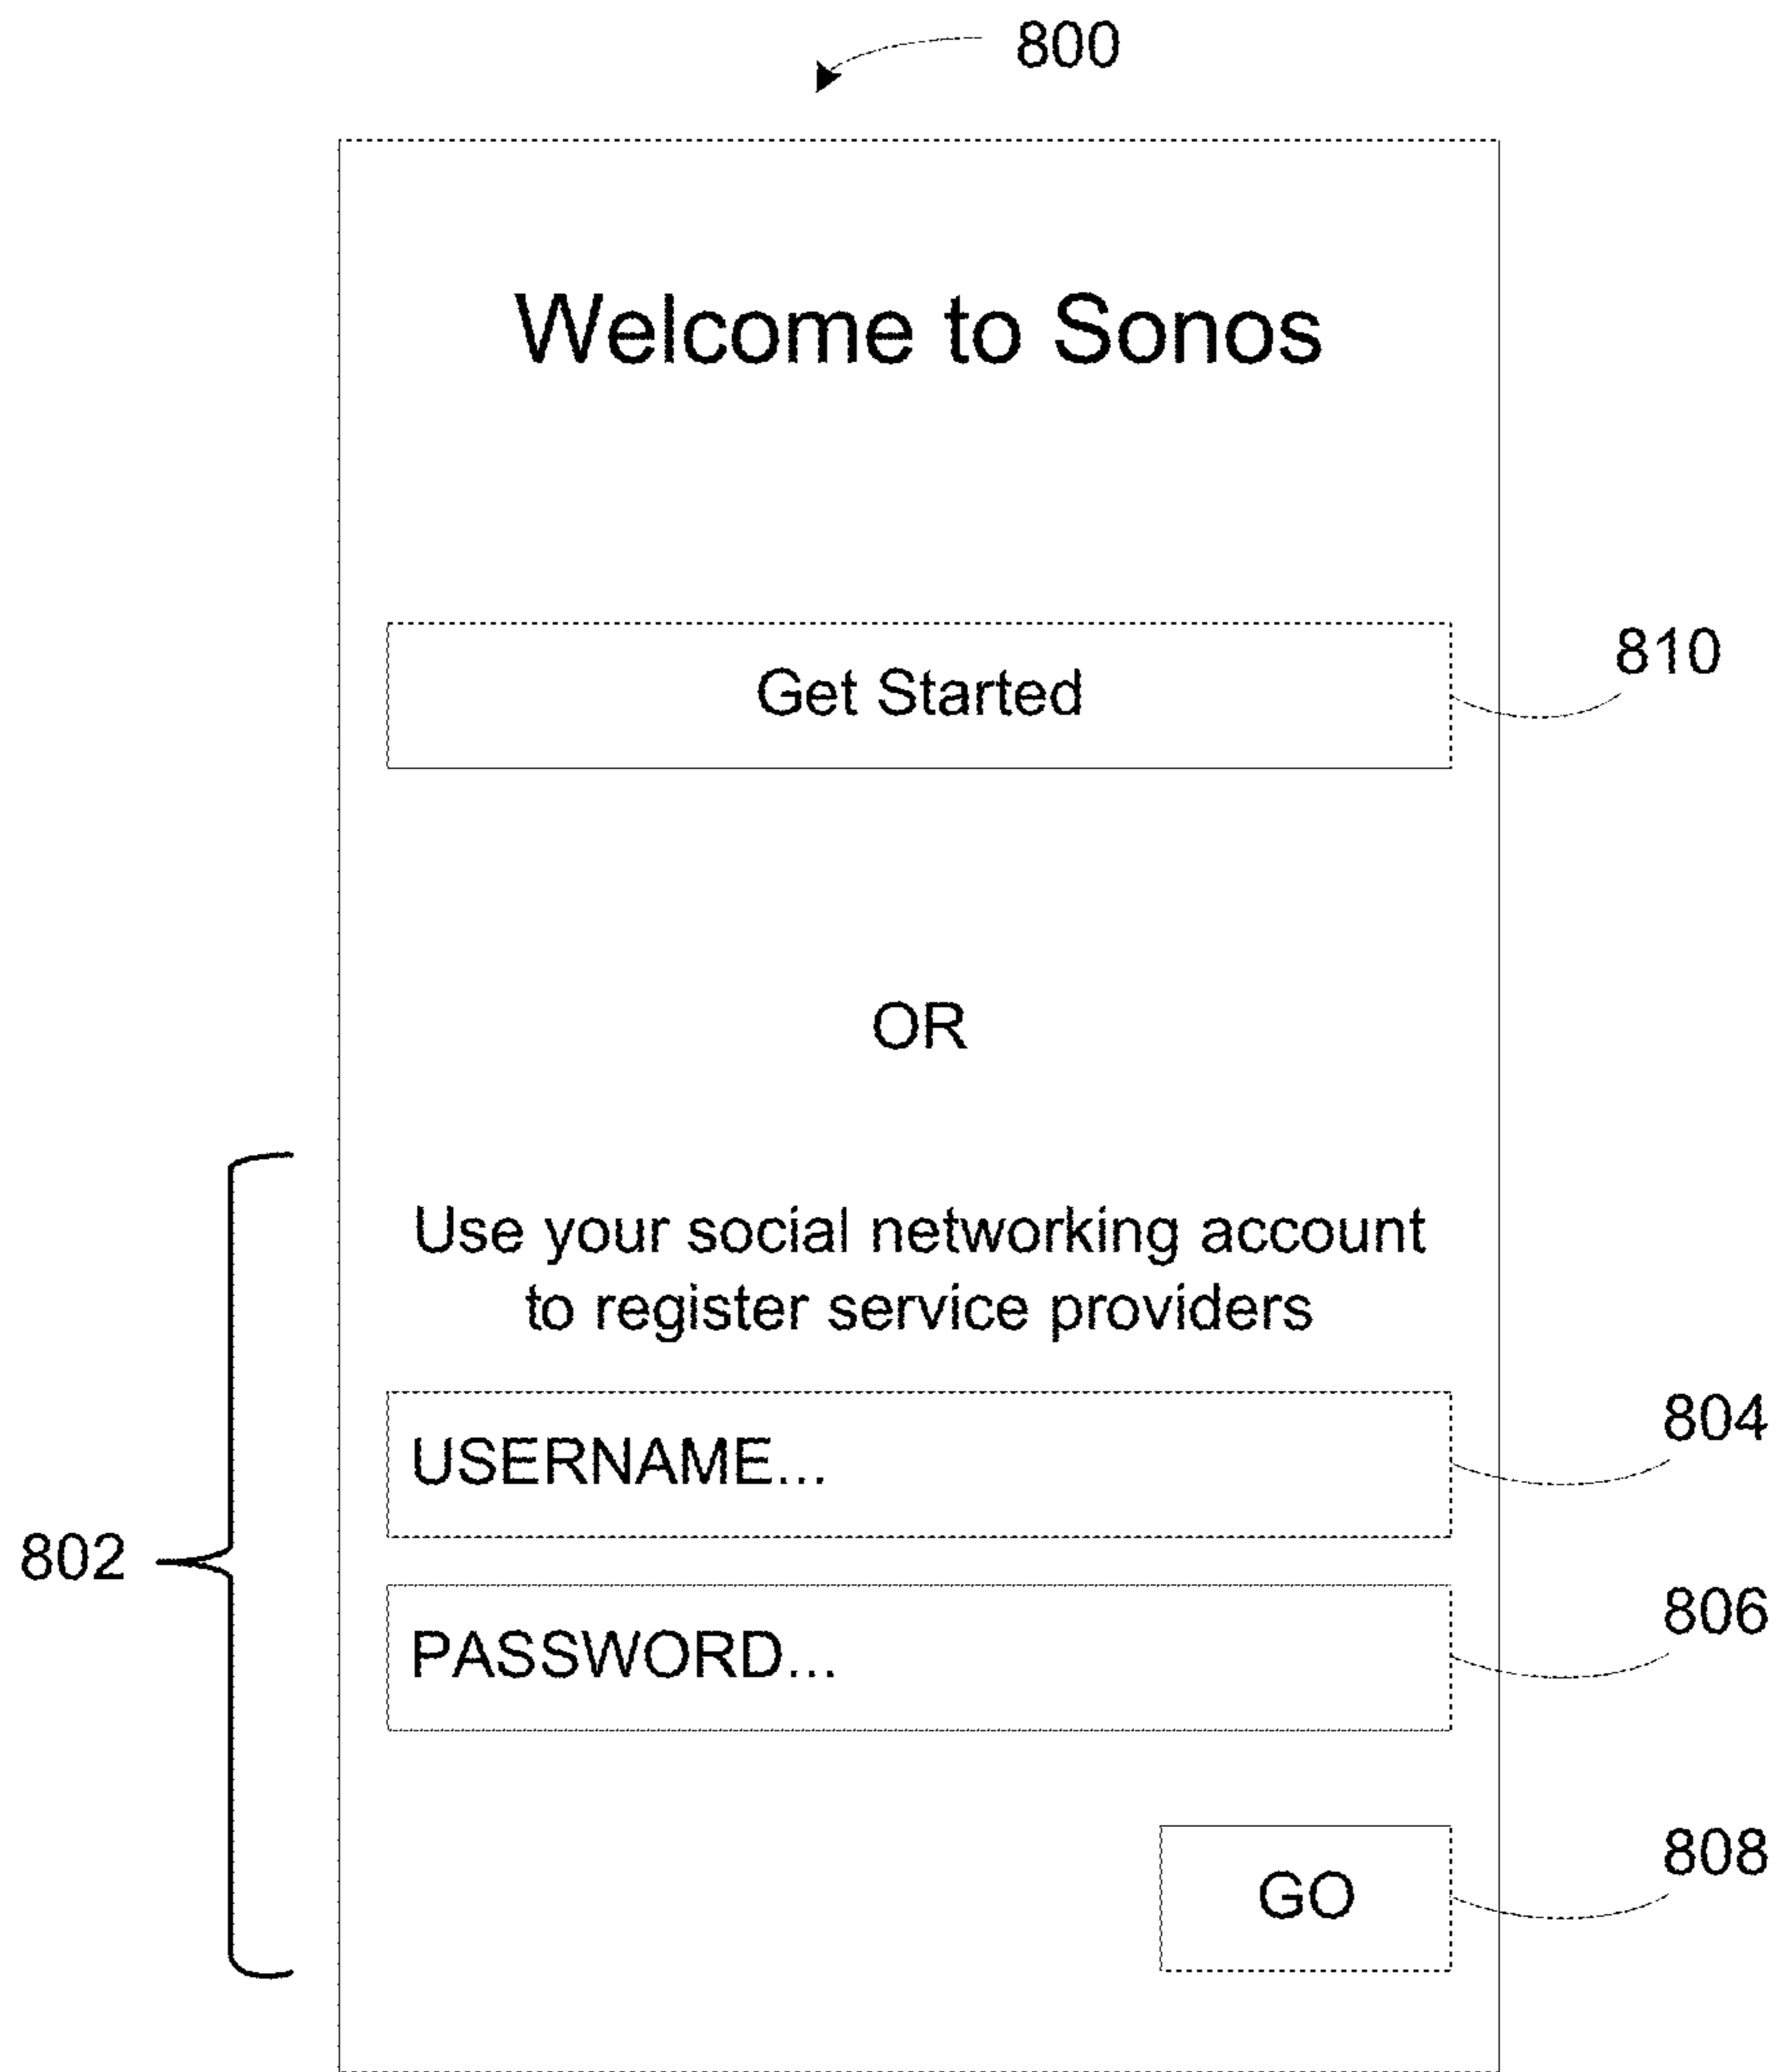 800
Welcome to Sonos
Get Started
810
OR
Use your social networking account
to register service providers
USERNAME...
804
802
PASSWORD...
806
GO
808